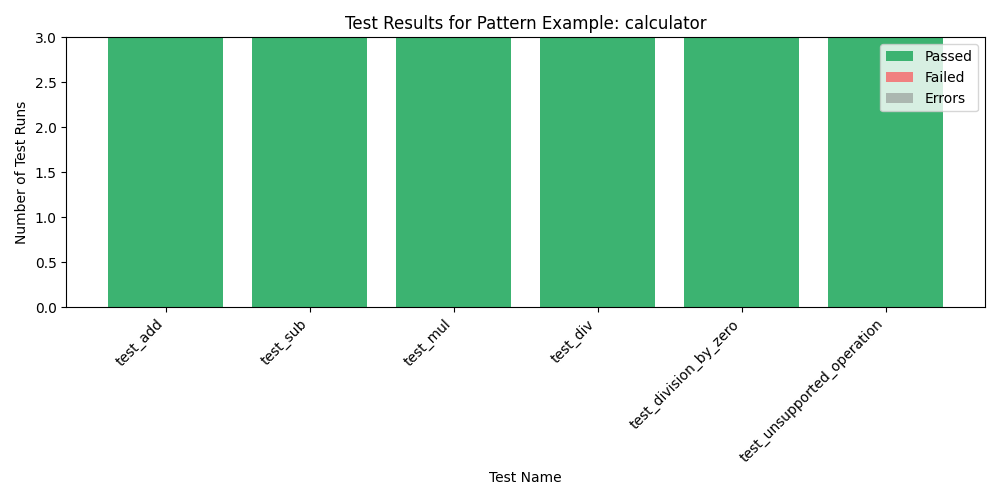 Test Results for Pattern Example: calculator
Number of Test Runs
3.0
2.5
2.0
1.5
1.0
0.5
0.0
Passed
Failed
Errors
test_add
test_sub
test_mul
test_div
test_division_by_zero
test_unsupported_operation
Test Name